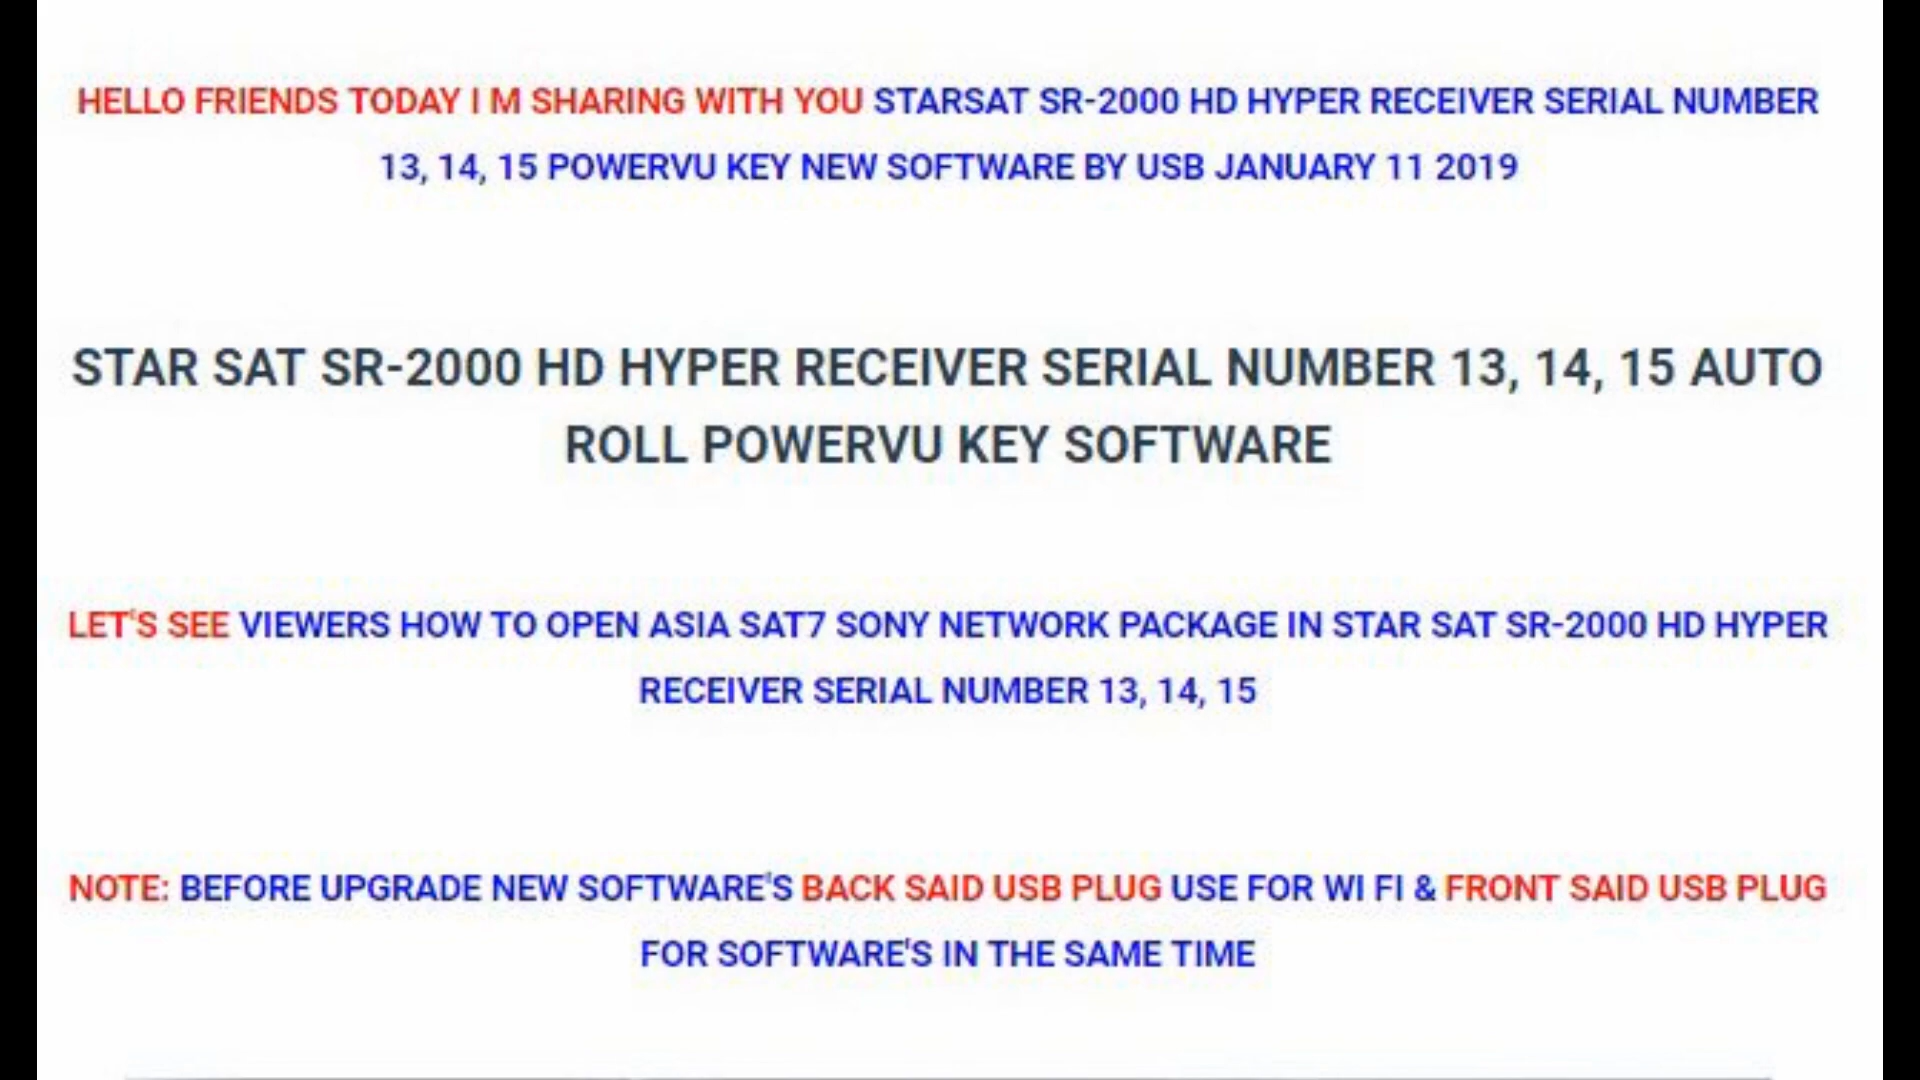 HELLO FRIENDS TODAY I M SHARING WITH YOU STARSAT SR-2000 HD HYPER RECEIVER SERIAL NUMBER
13, 14, 15 POWERVU KEY NEW SOFTWARE BY USB JANUARY 11 2019
STAR SAT SR-2000 HD HYPER RECEIVER SERIAL NUMBER 13, 14, 15 AUTO
ROLL POWERVU KEY SOFTWARE
LET'S SEE VIEWERS HOW TO OPEN ASIA SAT7 SONY NETWORK PACKAGE IN STAR SAT SR-2000 HD HYPER
RECEIVER SERIAL NUMBER 13, 14, 15
NOTE: BEFORE UPGRADE NEW SOFTWARE'S BACK SAID USB PLUG USE FOR WI FI & FRONT SAID USB PLUG
FOR SOFTWARE'S IN THE SAME TIME